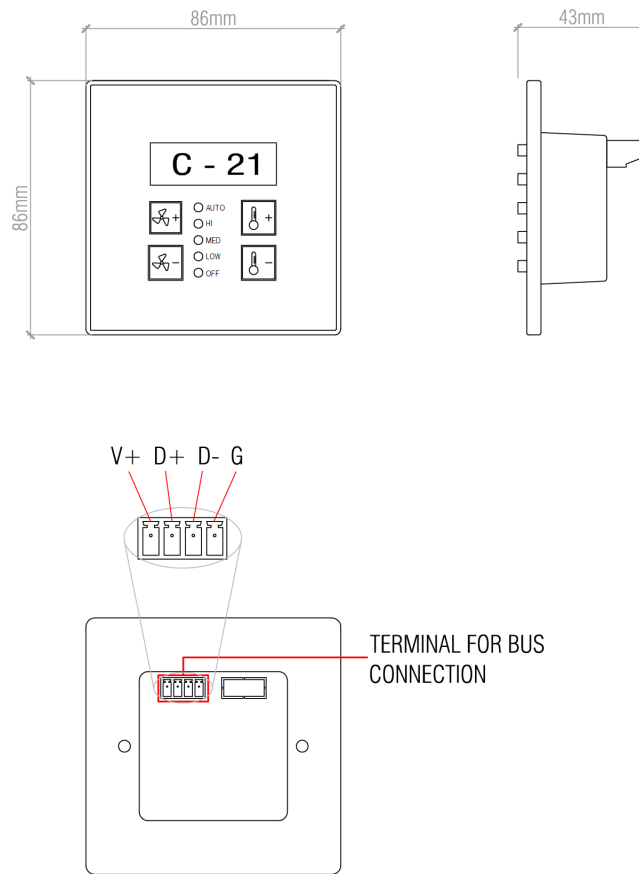 86mm
43mm
86mm
C - 21
+ AUTO +
HI
MED
- LOW -
OFF
V+ D+ D- G
TERMINAL FOR BUS
CONNECTION